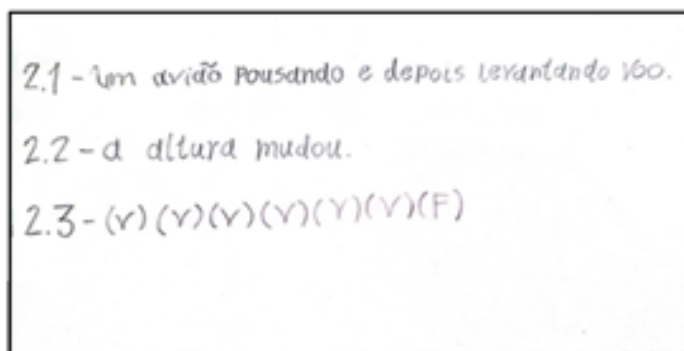 2.1 - um avião pousando e depois levantando voo.
2.2 - a altura mudou.
2.3 - (V) (V) (V) (V) (V) (V) (F)